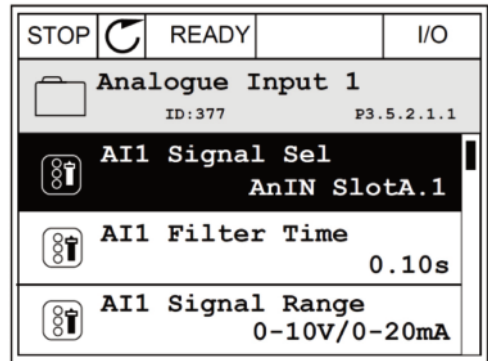 STOP READY I/O
Analogue Input 1
ID:377 P3.5.2.1.1
AI1 Signal Sel
AnIN SlotA.1
AI1 Filter Time
0.10s
AI1 Signal Range
0-10V/0-20mA